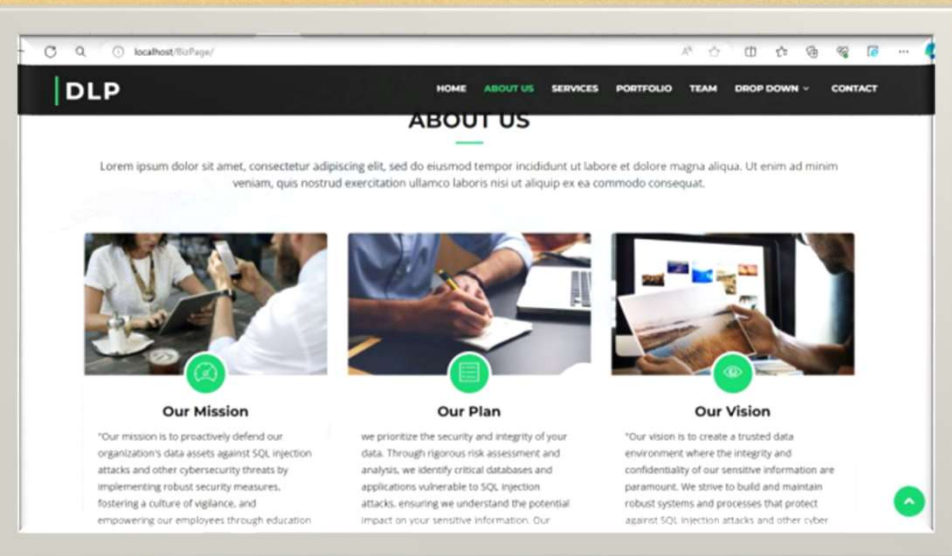 localhost/BizPage/
DLP
HOME ABOUT US SERVICES PORTFOLIO TEAM DROP DOWN CONTACT
ABOUT US
Lorem ipsum dolor sit amet, consectetur adipiscing elit, sed do eiusmod tempor incididunt ut labore et dolore magna aliqua. Ut enim ad minim
veniam, quis nostrud exercitation ullamco laboris nisi ut aliquip ex ea commodo consequat.
Our Mission
"Our mission is to proactively defend our
organization's data assets against SQL injection
attacks and other cybersecurity threats by
implementing robust security measures,
fostering a culture of vigilance, and
empowering our employees through education
Our Plan
we prioritize the security and integrity of your
data. Through rigorous risk assessment and
analysis, we identify critical databases and
applications vulnerable to SQL injection
attacks, ensuring we understand the potential
impact on your sensitive information. Our
Our Vision
"Our vision is to create a trusted data
environment where the integrity and
confidentiality of our sensitive information are
paramount. We strive to build and maintain
robust systems and processes that protect
against SQL injection attacks and other cyber